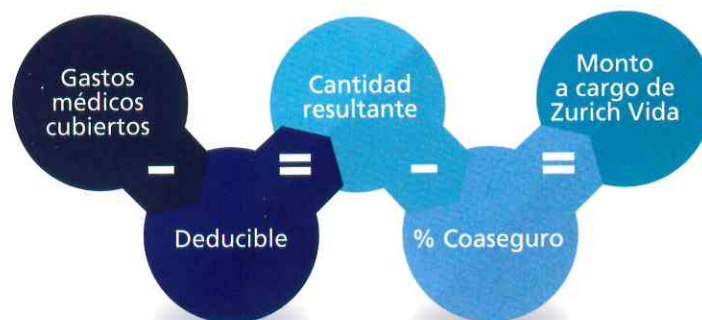 Gastos
médicos
cubiertos
-
Deducible
=
Cantidad
resultante
-
% Coaseguro
=
Monto
a cargo de
Zurich Vida